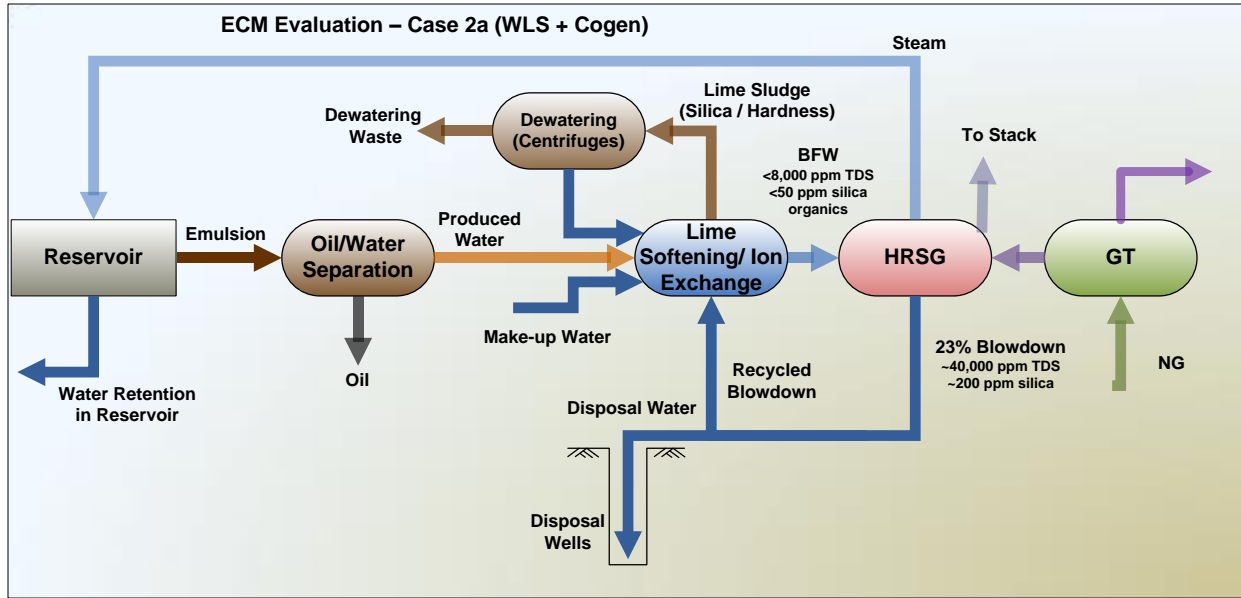 ECM Evaluation – Case 2a (WLS + Cogen)
Steam
Lime Sludge
(Silica / Hardness)
Dewatering
Waste
Dewatering
(Centrifuges)
To Stack
BFW
<8,000 ppm TDS
<50 ppm silica
organics
Reservoir
Emulsion
Oil/Water
Separation
Produced
Water
Lime
Softening/ Ion
Exchange
HRSG
GT
Make-up Water
Water Retention
in Reservoir
Oil
Recycled
Blowdown
23% Blowdown
~40,000 ppm TDS
~200 ppm silica
NG
Disposal Water
Disposal
Wells